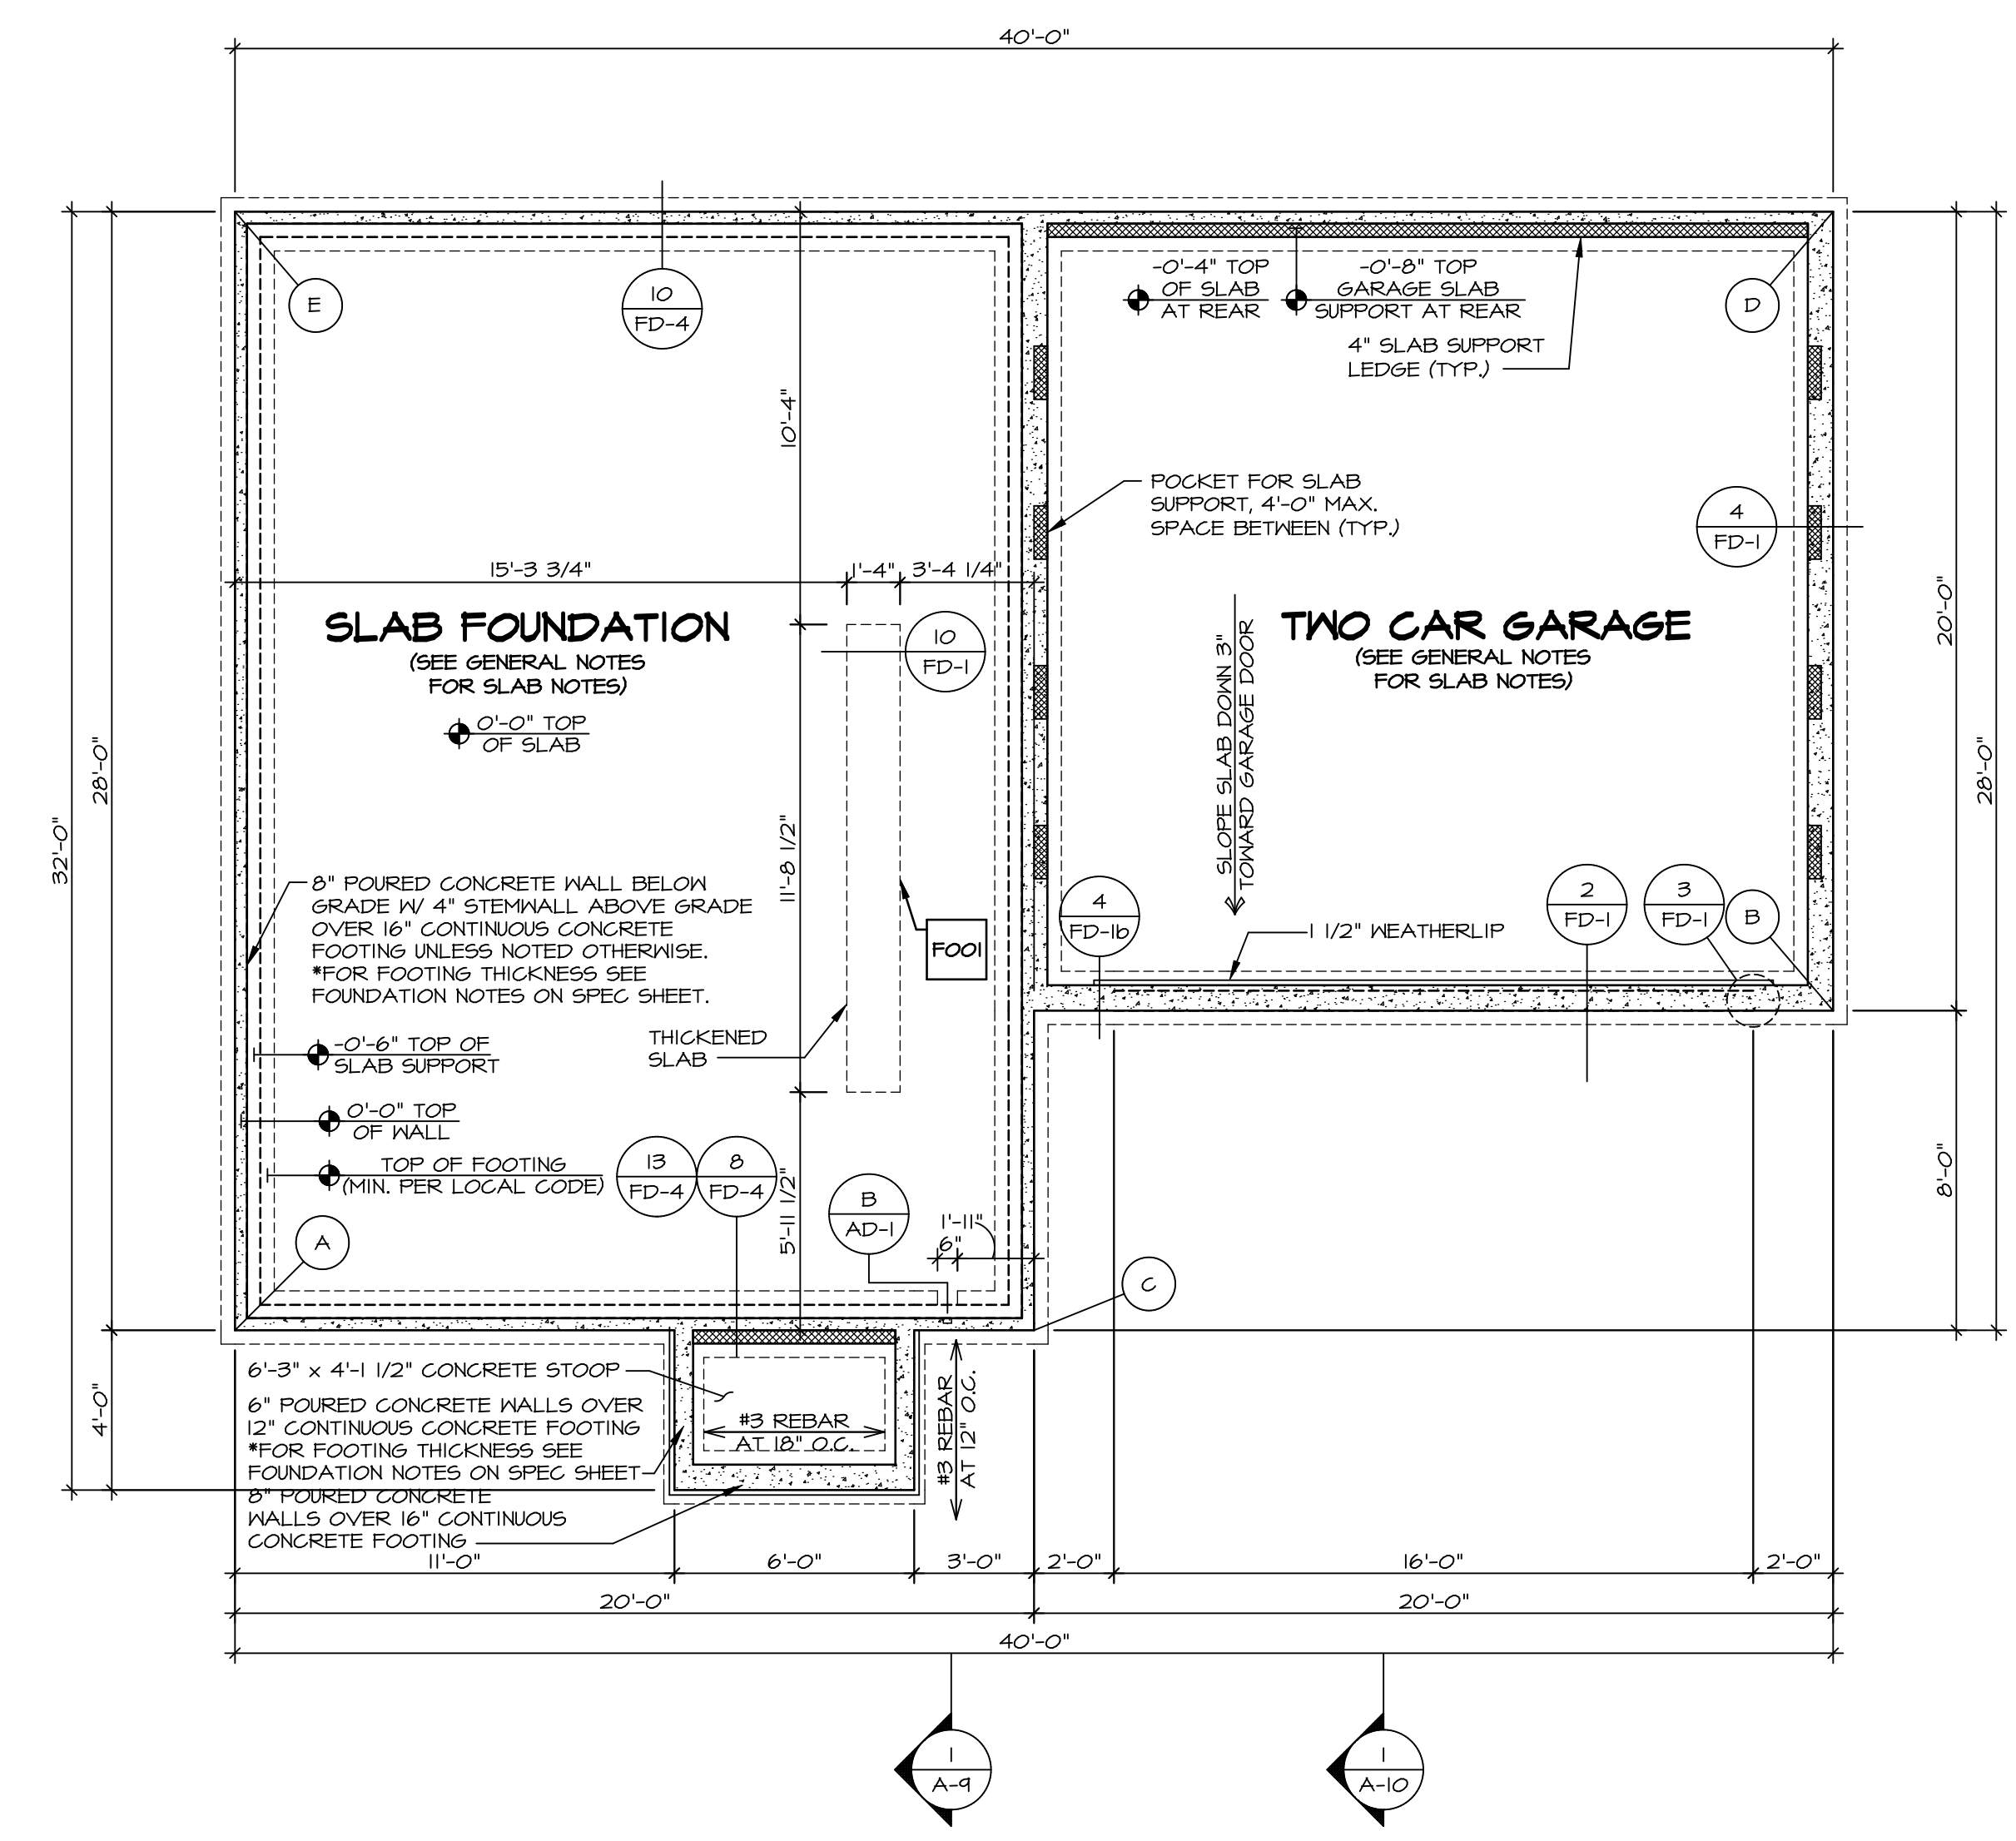 40'-0"
E
10
FD-4
-0'-4" TOP
OF SLAB
AT REAR
-0'-8" TOP
GARAGE SLAB
SUPPORT AT REAR
D
4" SLAB SUPPORT
LEDGE (TYP.)
10'-4"
POCKET FOR SLAB
SUPPORT, 4'-0" MAX.
SPACE BETWEEN (TYP.)
4
FD-1
15'-3 3/4"
1'-4"
3'-4 1/4"
20'-0"
SLAB FOUNDATION
(SEE GENERAL NOTES
FOR SLAB NOTES)
10
FD-1
TWO CAR GARAGE
(SEE GENERAL NOTES
FOR SLAB NOTES)
0'-0" TOP
OF SLAB
SLOPE SLAB DOWN 3"
TOWARD GARAGE DOOR
28'-0"
28'-0"
32'-0"
11'-8 1/2"
8" POURED CONCRETE WALL BELOW
GRADE W/ 4" STEMWALL ABOVE GRADE
OVER 16" CONTINUOUS CONCRETE
FOOTING UNLESS NOTED OTHERWISE.
*FOR FOOTING THICKNESS SEE
FOUNDATION NOTES ON SPEC SHEET.
F001
4
FD-1b
1 1/2" WEATHERLIP
2
FD-1
3
FD-1
B
THICKENED
SLAB
-0'-6" TOP OF
SLAB SUPPORT
0'-0" TOP
OF WALL
TOP OF FOOTING
(MIN. PER LOCAL CODE)
13
FD-4
8
FD-4
5'-11 1/2"
B
AD-1
1'-11"
6"
8'-0"
A
C
6'-3" x 4'-1 1/2" CONCRETE STOOP
6" POURED CONCRETE WALLS OVER
12" CONTINUOUS CONCRETE FOOTING
*FOR FOOTING THICKNESS SEE
FOUNDATION NOTES ON SPEC SHEET
8" POURED CONCRETE
WALLS OVER 16" CONTINUOUS
CONCRETE FOOTING
4'-0"
#3 REBAR
AT 18" O.C.
#3 REBAR
AT 12" O.C.
11'-0"
6'-0"
3'-0"
2'-0"
16'-0"
2'-0"
20'-0"
20'-0"
40'-0"
1
A-9
1
A-10